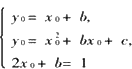 y₀ = x₀ + b,
y₀ = x₀² + bx₀ + c,
2x₀ + b = 1